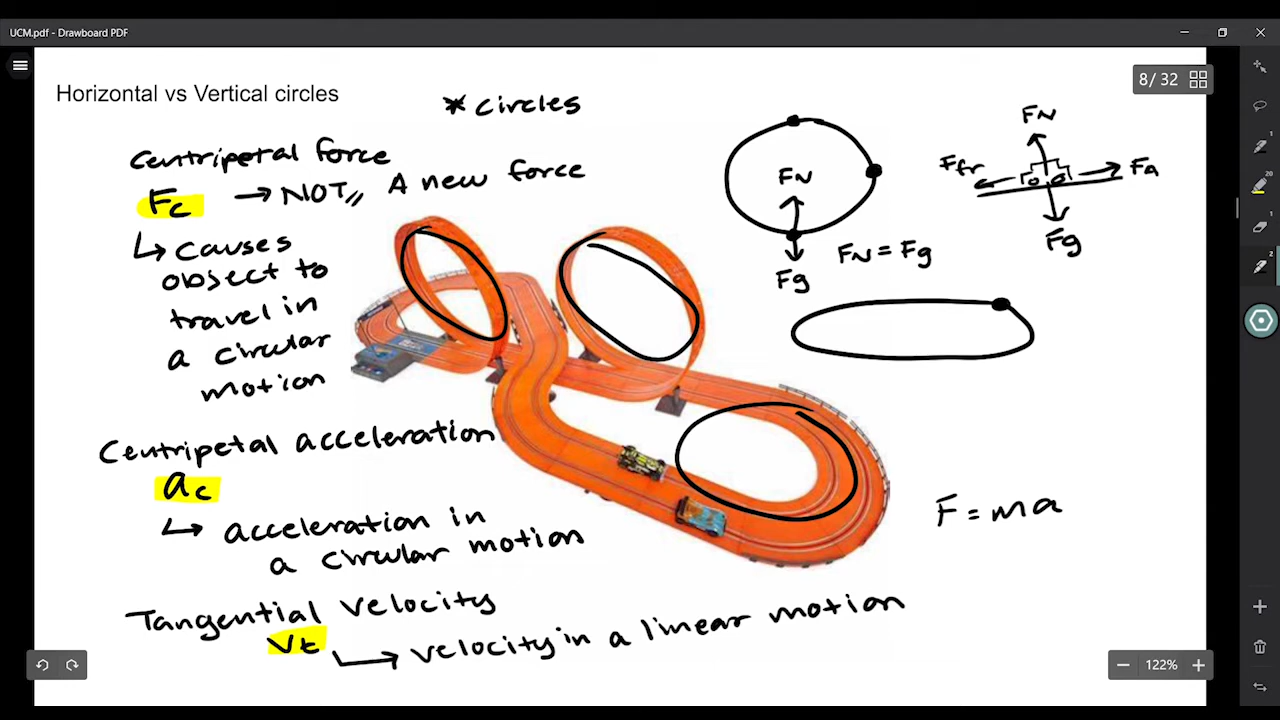 UCM.pdf - Drawboard PDF
8/ 32
Horizontal vs Vertical circles
* circles
Centripetal force
Fc → NOT A new force
↳ causes
object to
travel in
a circular
motion
Centripetal acceleration
ac
↳ acceleration in
a circular motion
Tangential velocity
vt
↳ velocity in a linear motion
FN
Fg
FN = Fg
FN
Ffr
Fa
Fg
F = ma
122%